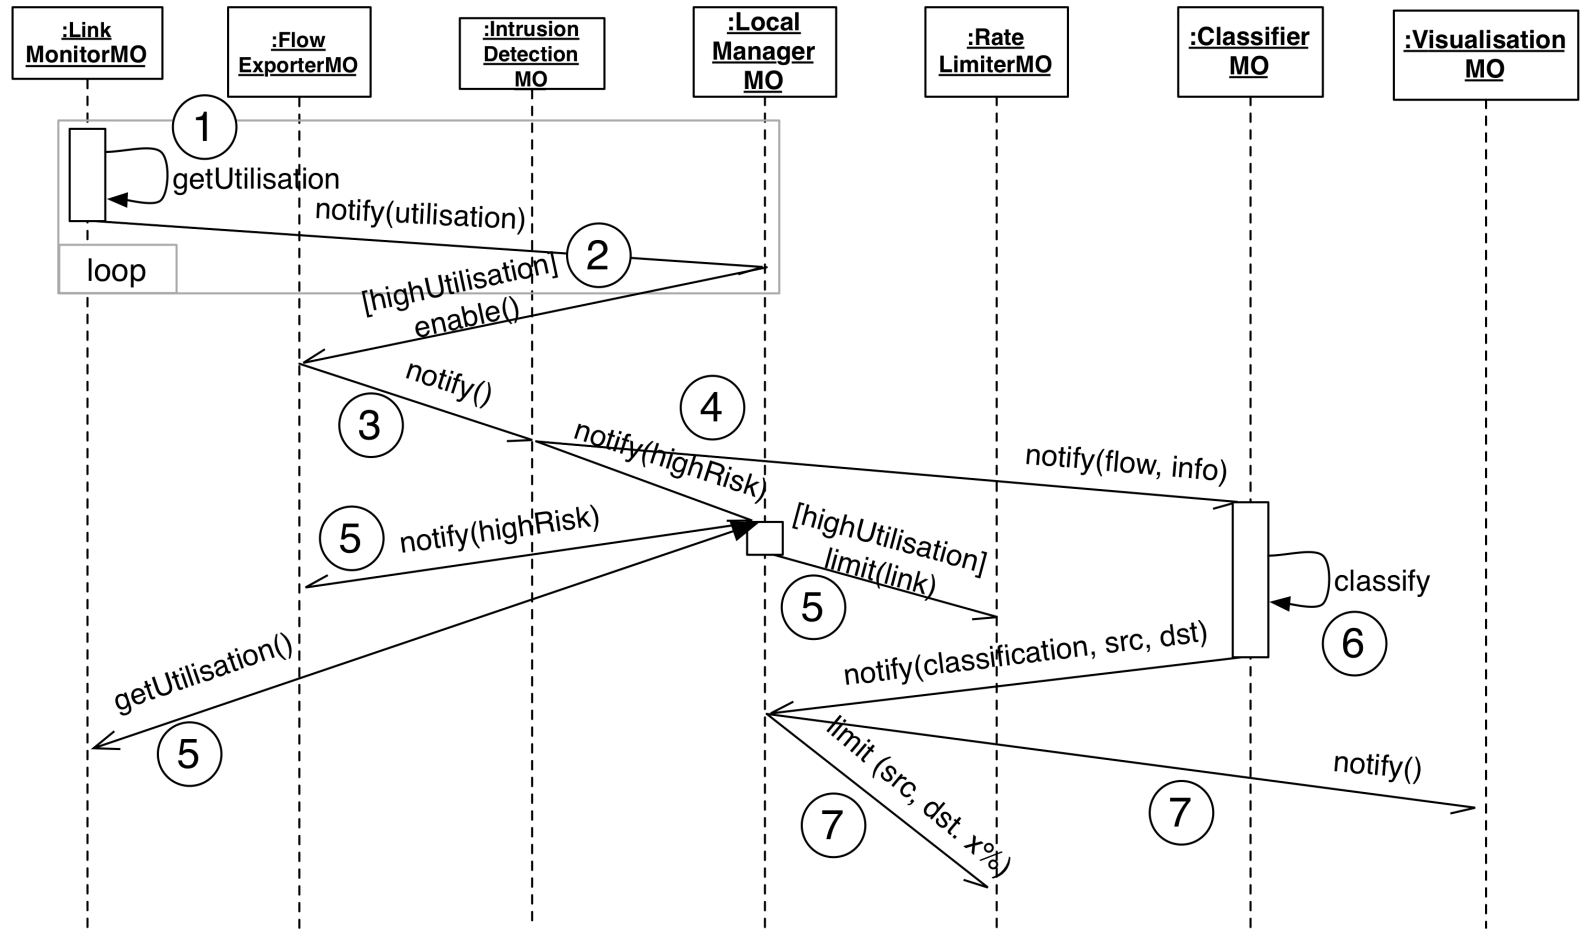 :Link
MonitorMO
:Flow
ExporterMO
:Intrusion
Detection
MO
:Local
Manager
MO
:Rate
LimiterMO
:Classifier
MO
:Visualisation
MO
1
getUtilisation
notify(utilisation)
2
loop
[highUtilisation]
enable()
notify()
3
4
notify(highRisk)
notify(flow, info)
5
notify(highRisk)
[highUtilisation]
limit(link)
5
classify
6
notify(classification, src, dst)
getUtilisation()
5
limit (src, dst. x%)
7
notify()
7